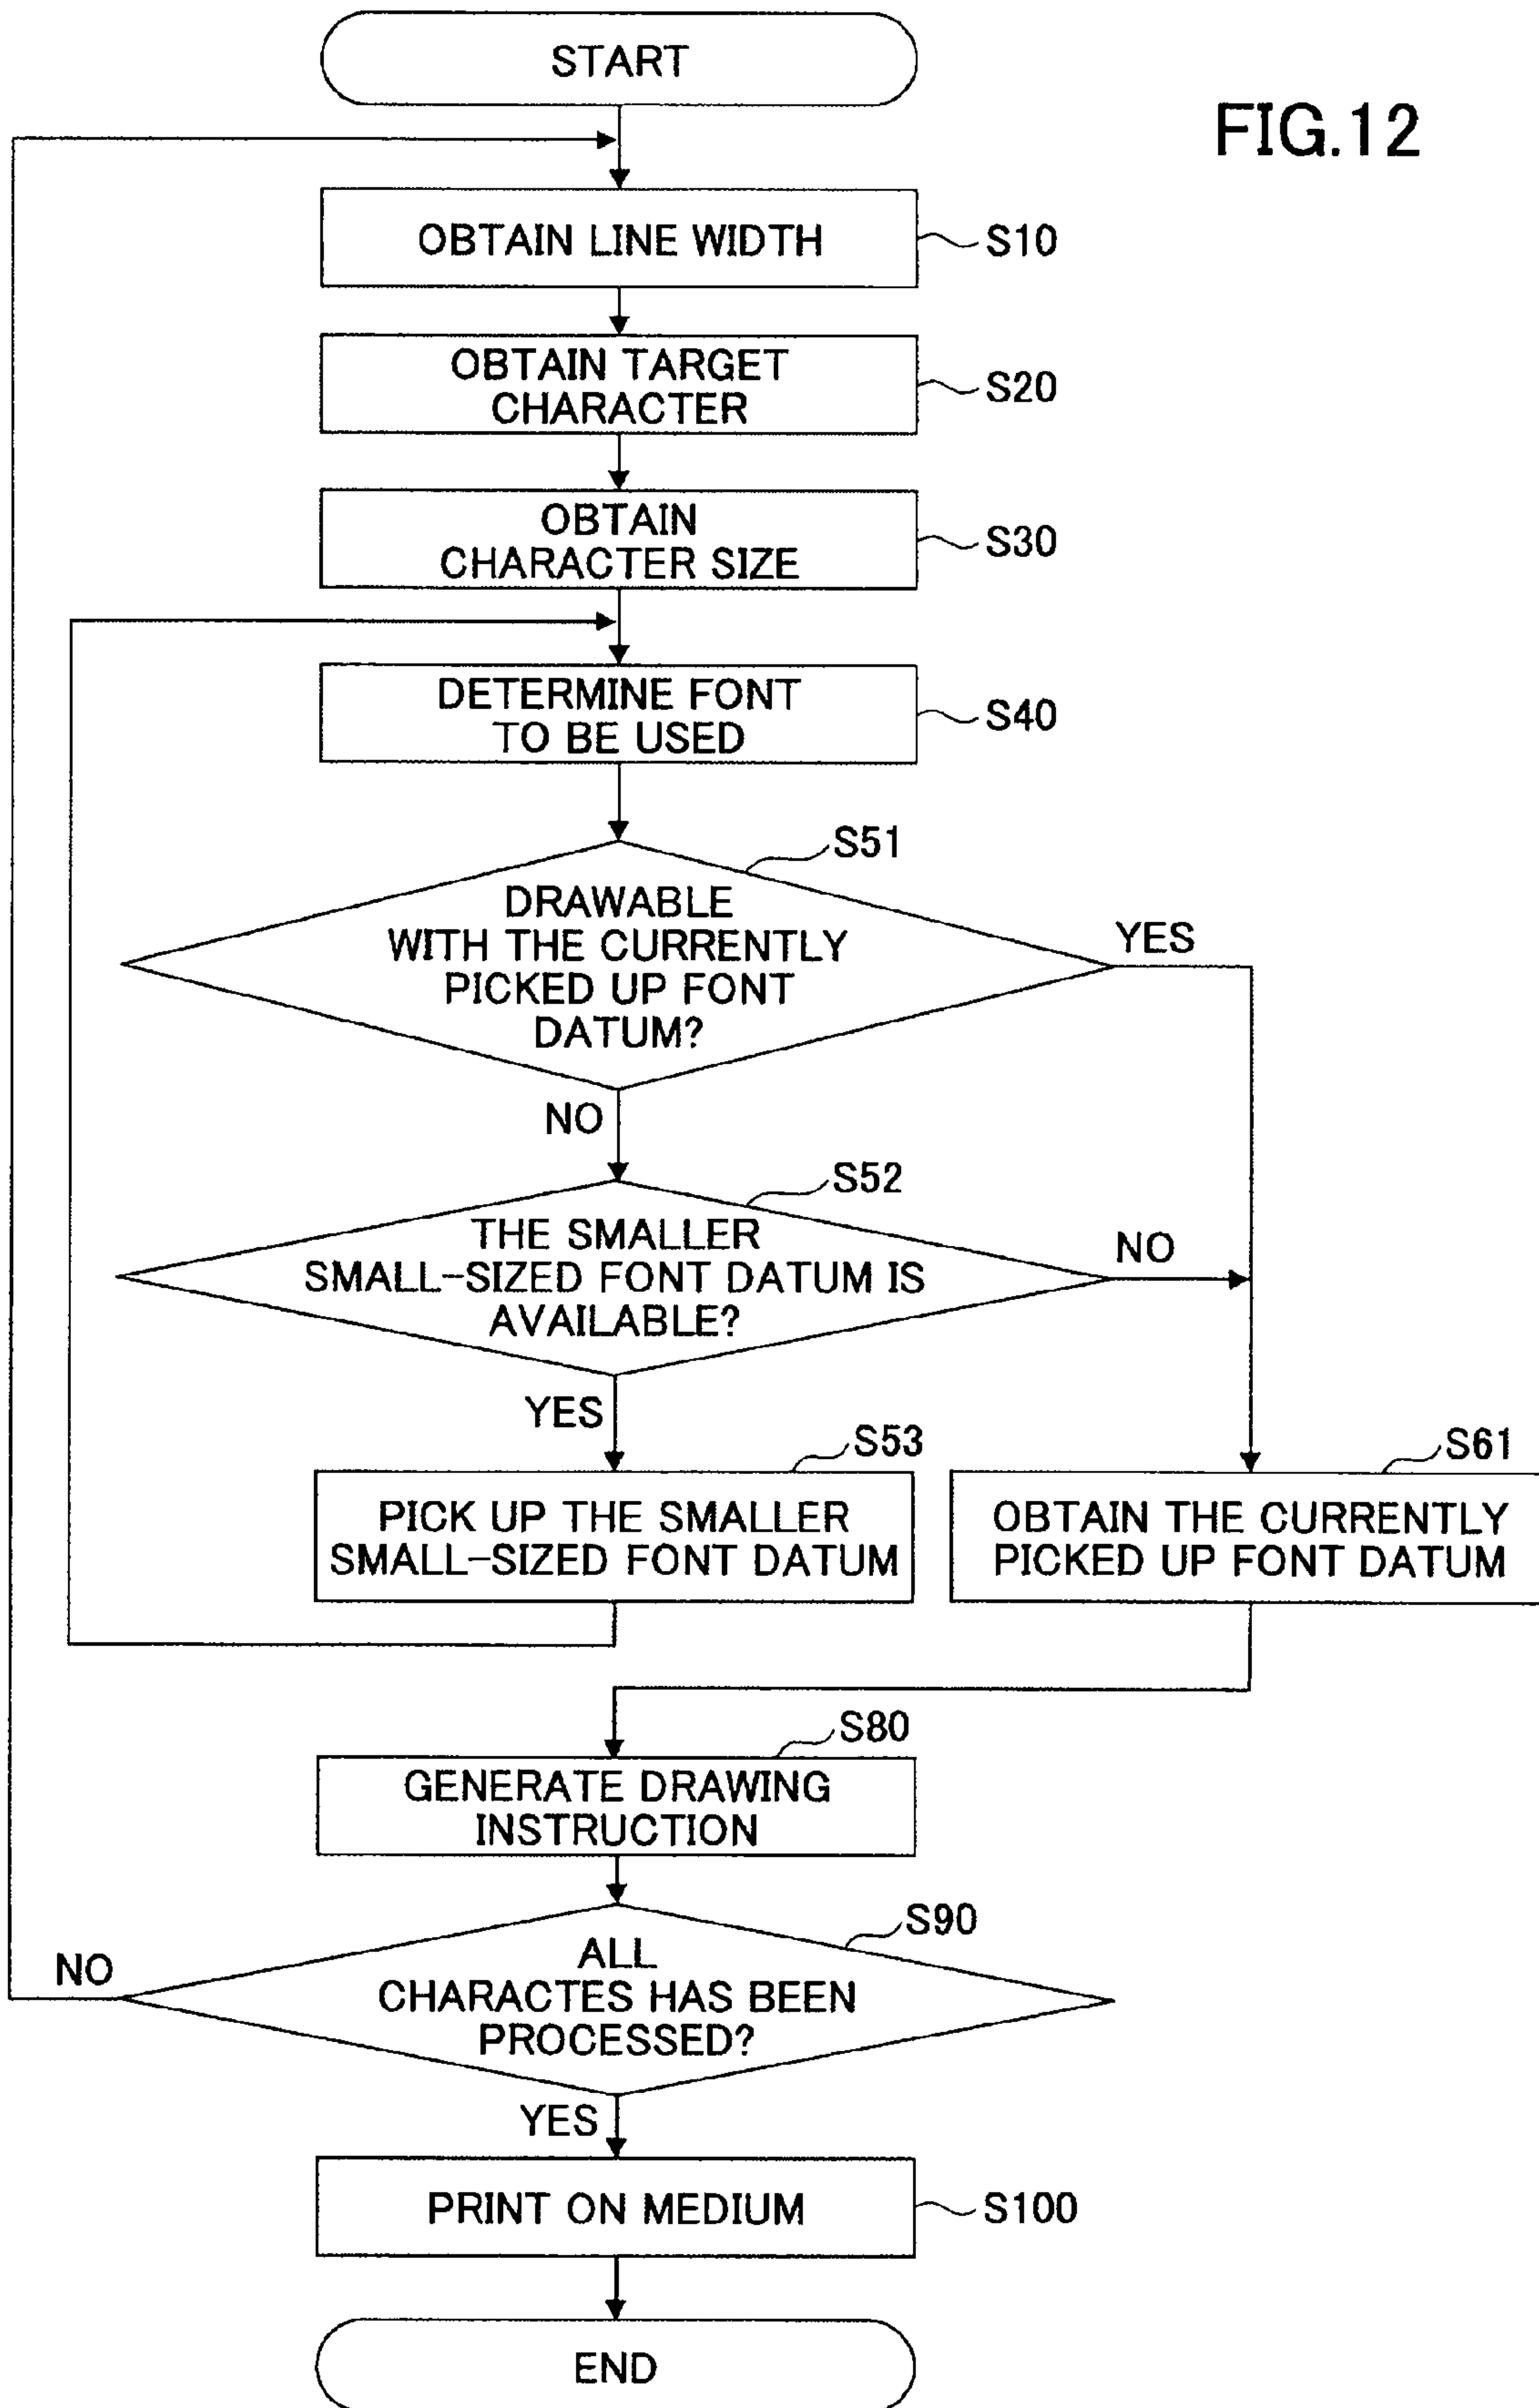 START
FIG.12
OBTAIN LINE WIDTH
S10
OBTAIN TARGET
CHARACTER
S20
OBTAIN
CHARACTER SIZE
S30
DETERMINE FONT
TO BE USED
S40
S51
DRAWABLE
WITH THE CURRENTLY
PICKED UP FONT
DATUM?
YES
NO
S52
THE SMALLER
SMALL-SIZED FONT DATUM IS
AVAILABLE?
NO
YES
S53
PICK UP THE SMALLER
SMALL-SIZED FONT DATUM
S61
OBTAIN THE CURRENTLY
PICKED UP FONT DATUM
S80
GENERATE DRAWING
INSTRUCTION
S90
ALL
CHARACTES HAS BEEN
PROCESSED?
NO
YES
PRINT ON MEDIUM
S100
END